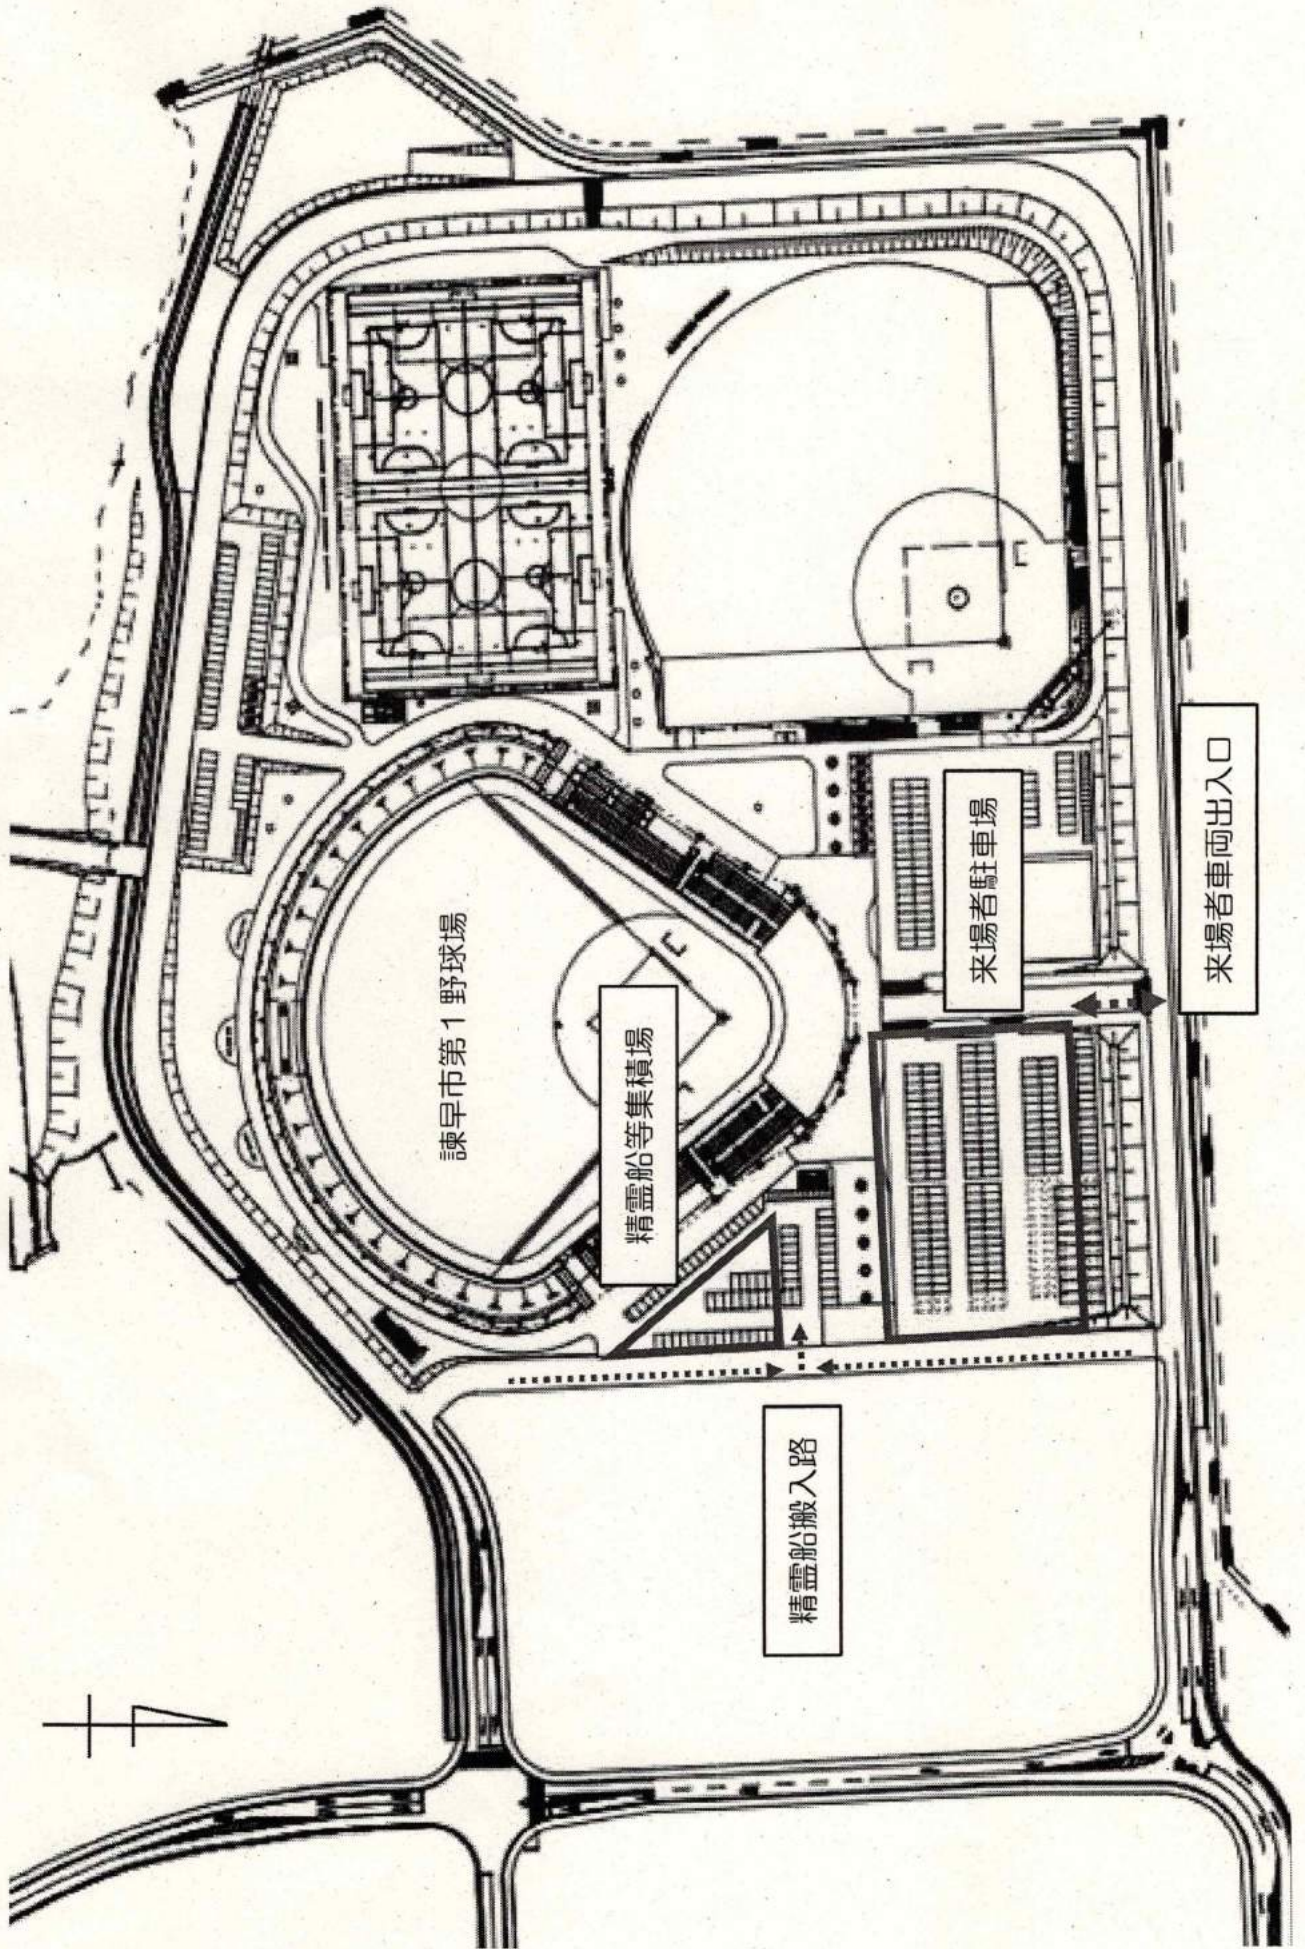 諫早市第1野球場
精霊船等集積場
来場者駐車場
来場者車両出入口
精霊船搬入路